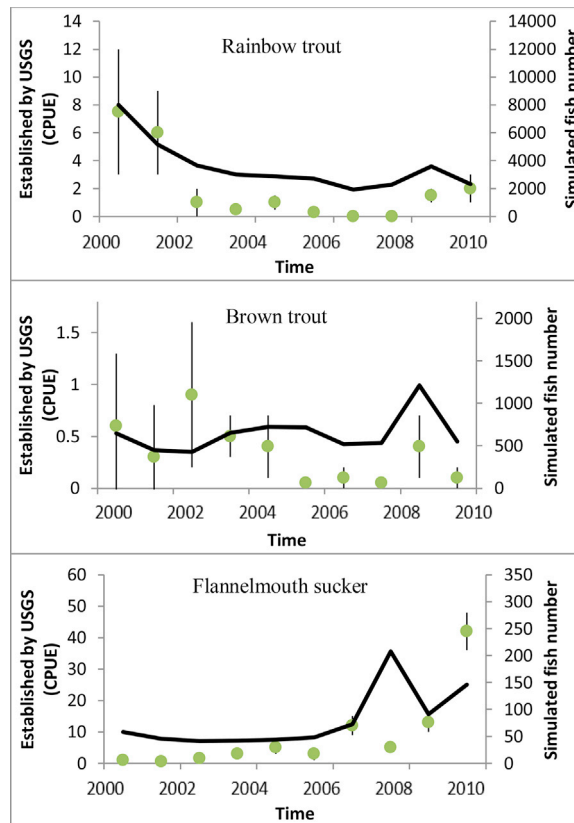 Rainbow trout
Established by USGS
(CPUE)
14
12
10
8
6
4
2
0
14000
12000
10000
8000
6000
4000
2000
0
Simulated fish number
2000 2002 2004 2006 2008 2010
Time
Brown trout
Established by USGS
(CPUE)
1.5
1
0.5
0
2000
1500
1000
500
0
Simulated fish number
2000 2002 2004 2006 2008 2010
Time
Flannelmouth sucker
Established by USGS
(CPUE)
60
50
40
30
20
10
0
350
300
250
200
150
100
50
0
Simulated fish number
2000 2002 2004 2006 2008 2010
Time